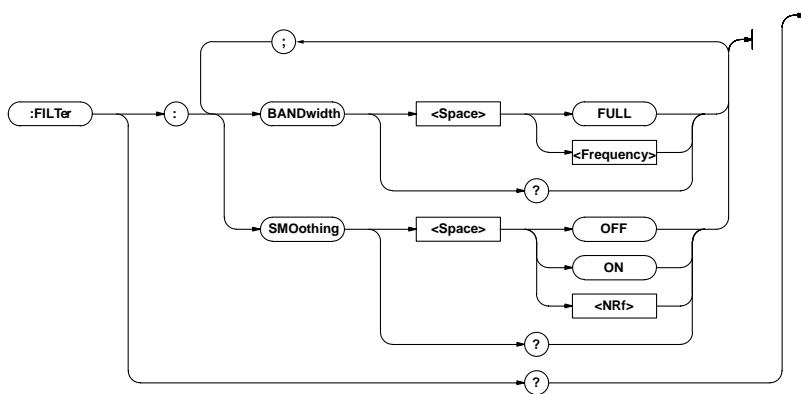 ;
:FILTer
:
BANDwidth
<Space>
FULL
<Frequency>
?
SMOothing
<Space>
OFF
ON
<NRf>
?
?